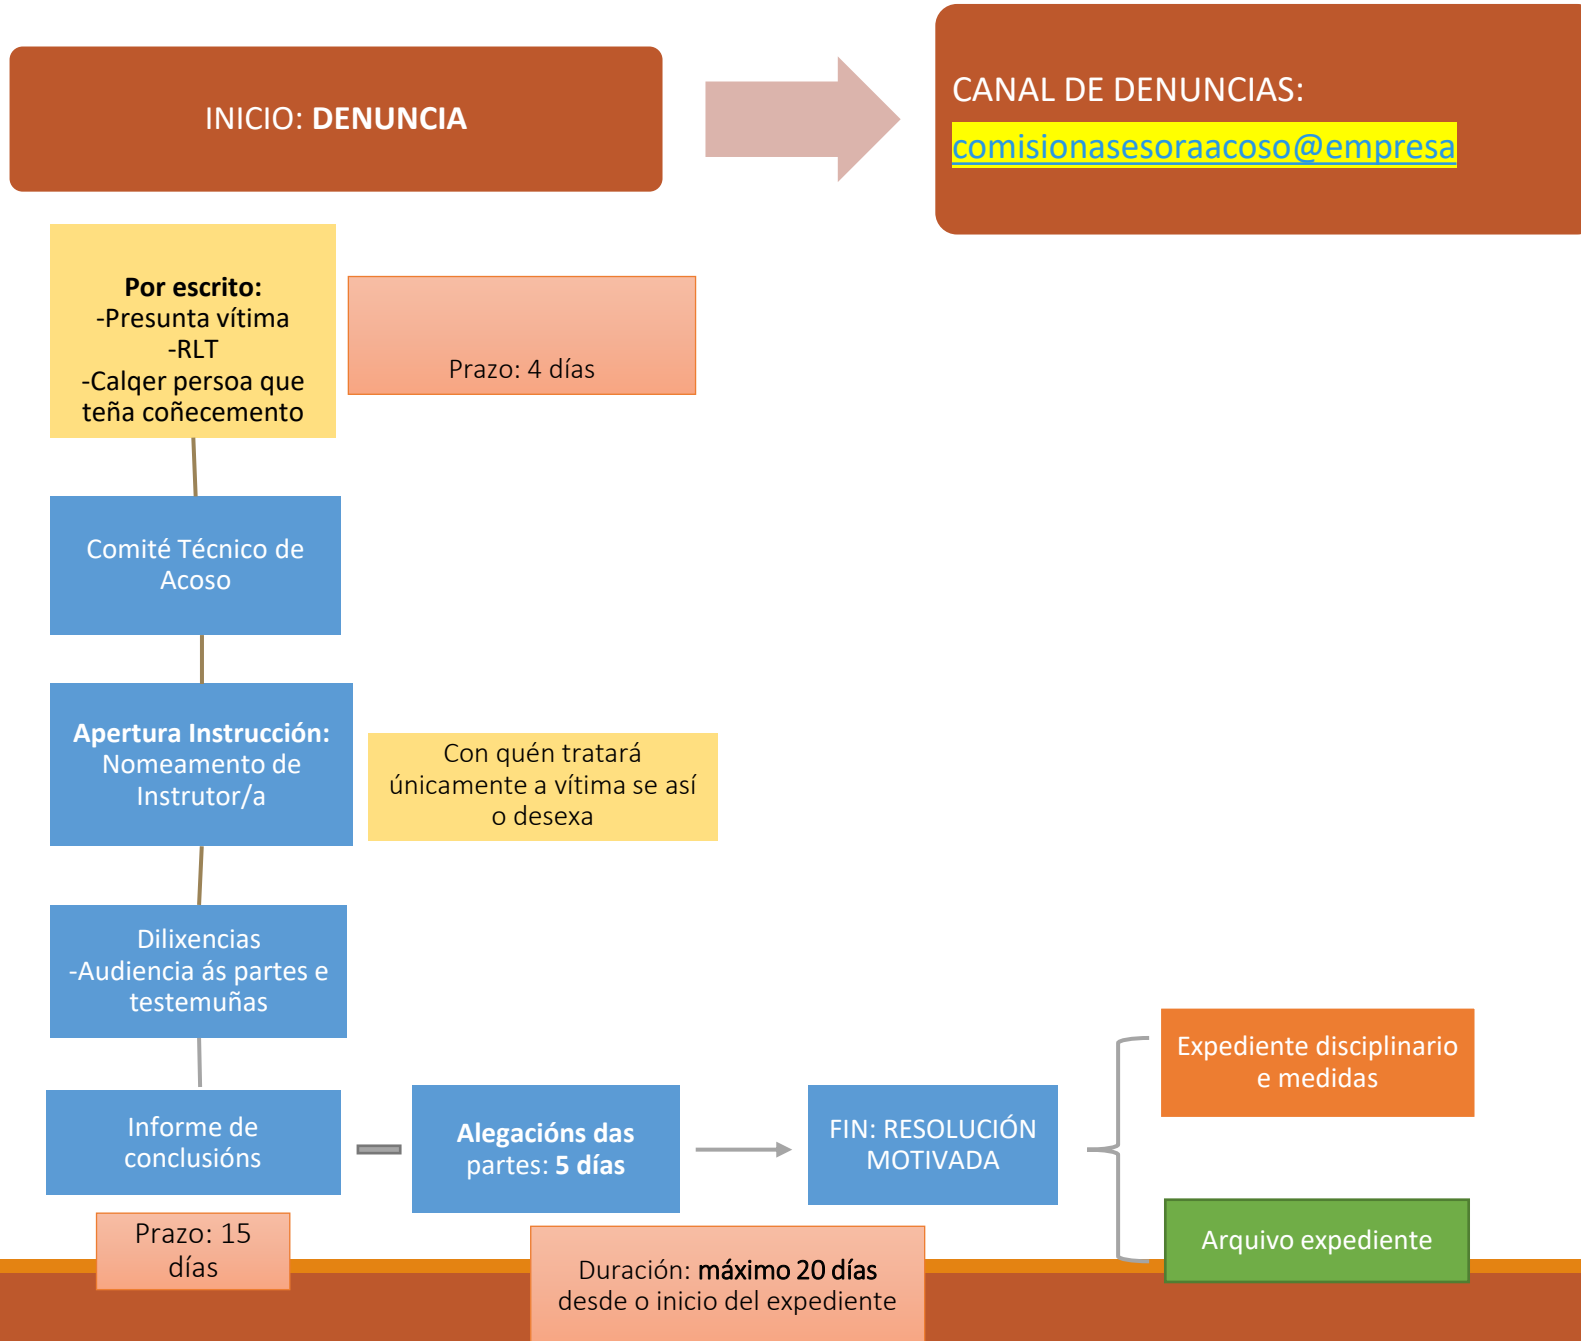 INICIO: DENUNCIA
CANAL DE DENUNCIAS:
comisionasesoraacoso@empresa
Por escrito:
-Presunta vítima
-RLT
-Calqer persoa que
teña coñecemento
Prazo: 4 días
Comité Técnico de
Acoso
Apertura Instrucción:
Nomeamento de
Instrutor/a
Con quén tratará
únicamente a vítima se así
o desexa
Dilixencias
-Audiencia ás partes e
testemuñas
Informe de
conclusións
Prazo: 15
días
Alegacións das
partes: 5 días
FIN: RESOLUCIÓN
MOTIVADA
Duración: máximo 20 días
desde o inicio del expediente
Expediente disciplinario
e medidas
Arquivo expediente